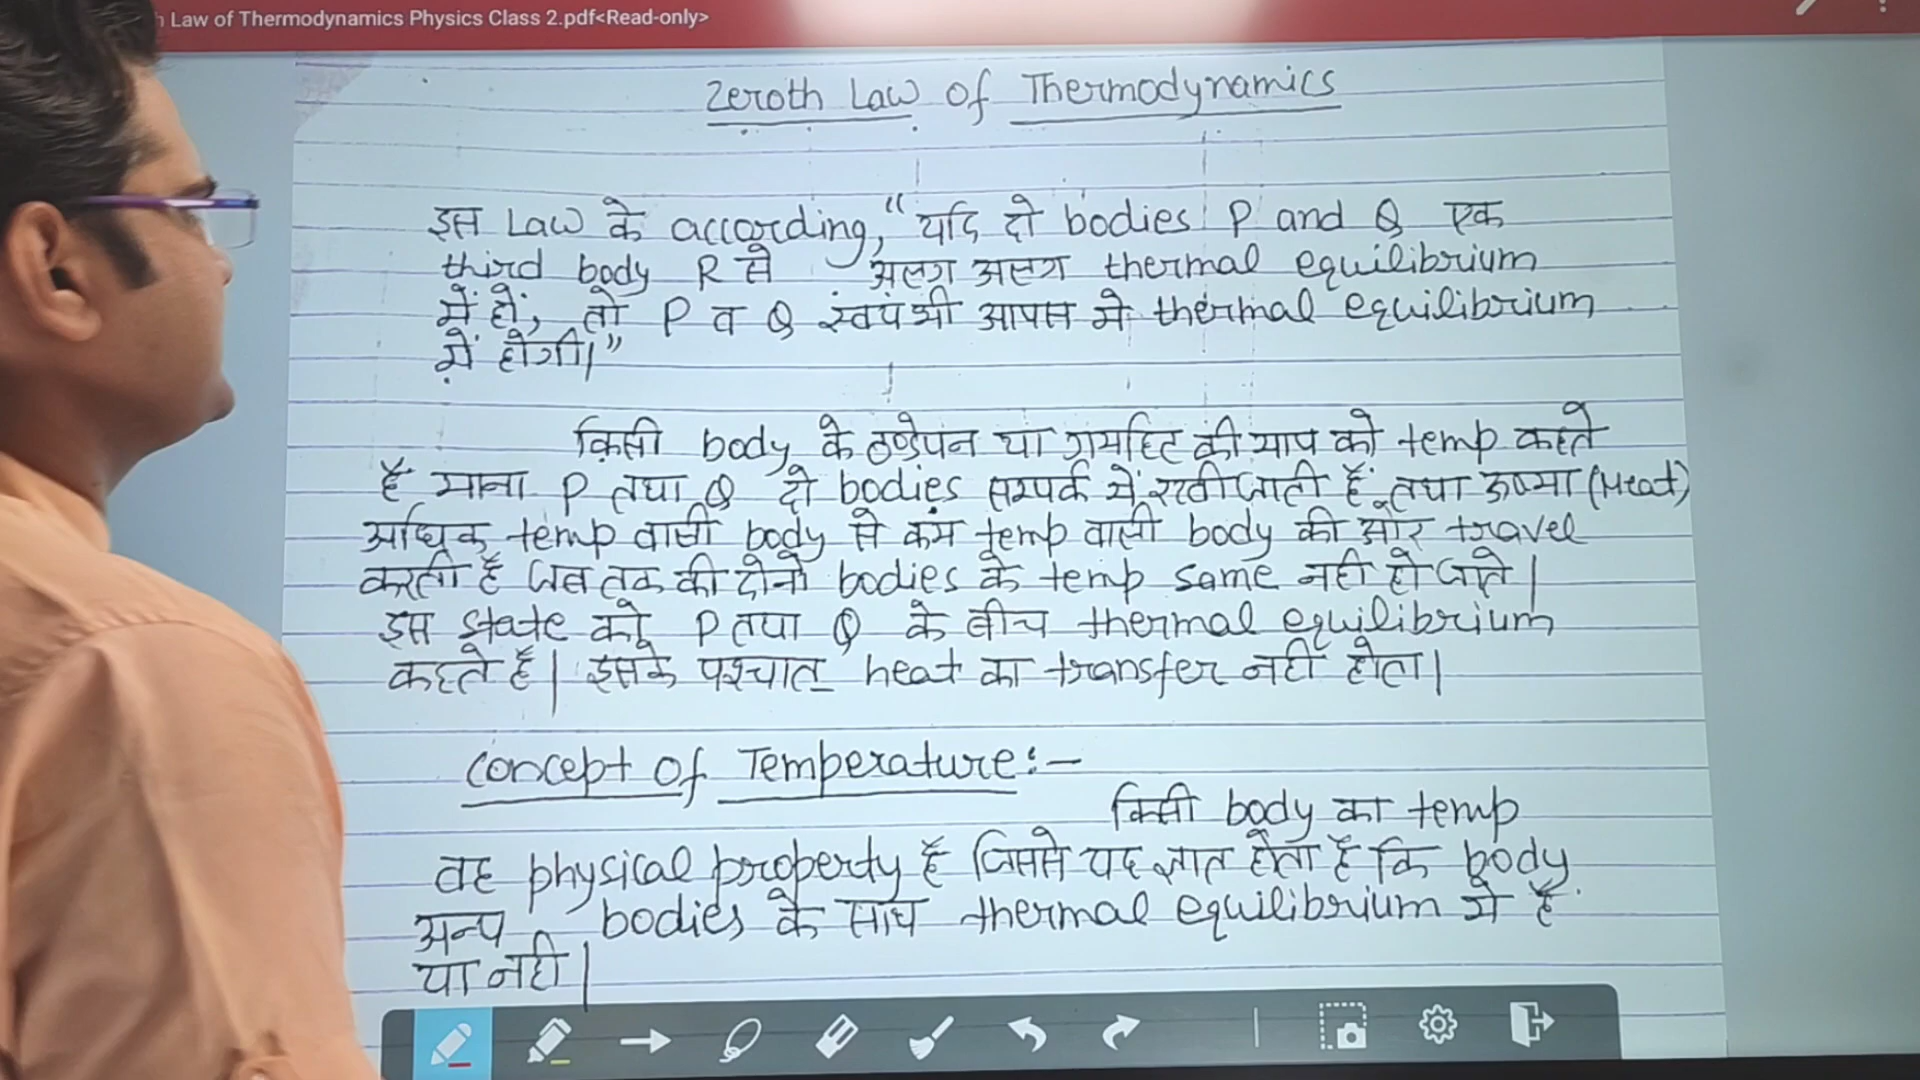 Law of Thermodynamics Physics Class 2.pdf<Read-only>
Zeroth Law of Thermodynamics
इस Law के according, “यदि दो bodies P and Q एक
third body R से अलग अलग thermal equilibrium
में हों, तो P व Q स्वंयं भी आपस में thermal equilibrium
में होगी।”
किसी body के ठण्डेपन या गर्माहट की माप को temp कहते
हैं माना P तथा Q दो bodies सम्पर्क में रखी जाती हैं तथा ऊष्मा (Heat)
अधिक temp वाली body से कम temp वाली body की ओर travel
करती हैं जब तक की दोनों bodies के temp same नही हो जाते।
इस state को P तथा Q के बीच thermal equilibrium
कहते हैं। इसके पश्चात heat का transfer नहीं होता।
Concept of Temperature:-
किसी body का temp
वह physical property हैं जिससे यह ज्ञात होता हैं कि body
अन्य bodies के साथ thermal equilibrium में हैं
या नही।